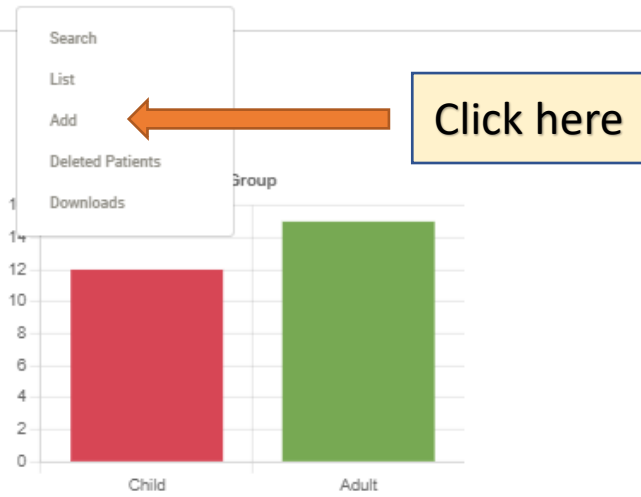 Search
List
Add
Click here
Deleted Patients
Group
Downloads
14
12
10
8
6
4
2
0
Child
Adult